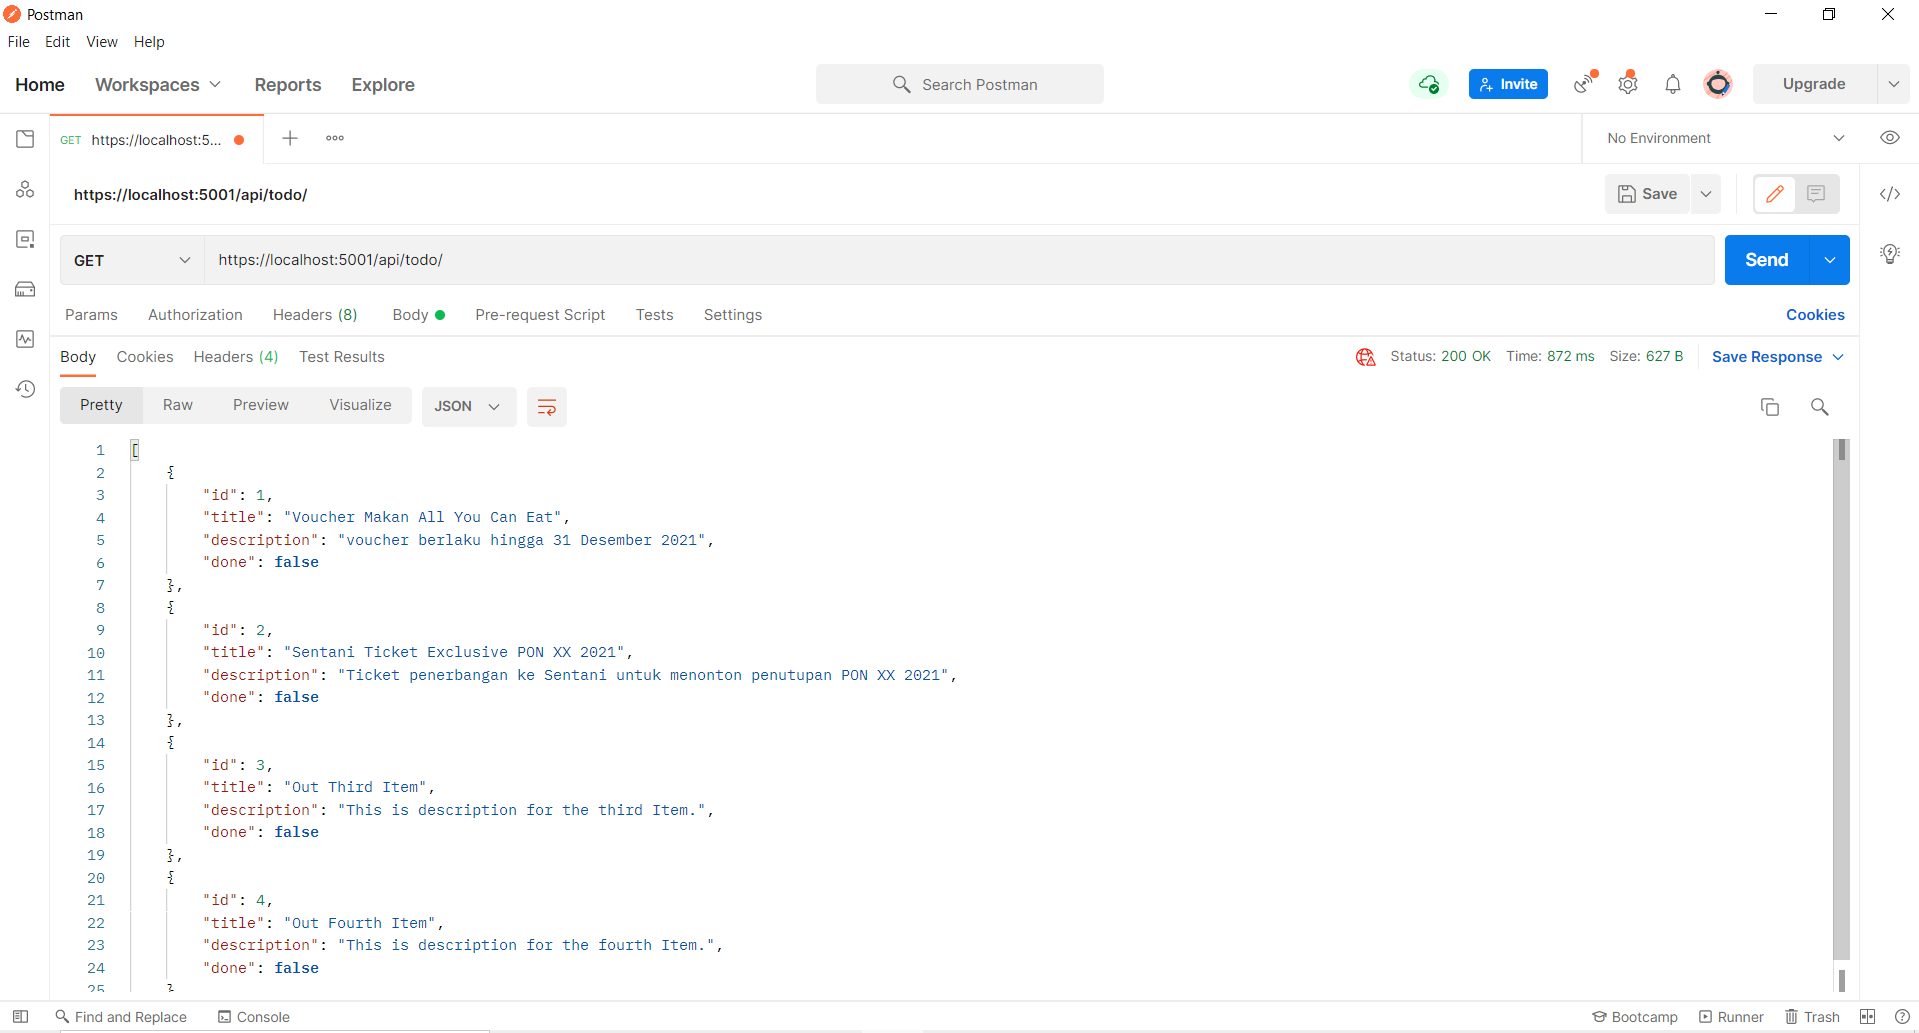 Postman
File Edit View Help
Home Workspaces Reports Explore Search Postman Invite Upgrade
GET https://localhost:5... No Environment
https://localhost:5001/api/todo/ Save
GET https://localhost:5001/api/todo/ Send
Params Authorization Headers (8) Body Pre-request Script Tests Settings Cookies
Body Cookies Headers (4) Test Results Status: 200 OK Time: 872 ms Size: 627 B Save Response
Pretty Raw Preview Visualize JSON
1 [
2 {
3 "id": 1,
4 "title": "Voucher Makan All You Can Eat",
5 "description": "voucher berlaku hingga 31 Desember 2021",
6 "done": false
7 },
8 {
9 "id": 2,
10 "title": "Sentani Ticket Exclusive PON XX 2021",
11 "description": "Ticket penerbangan ke Sentani untuk menonton penutupan PON XX 2021",
12 "done": false
13 },
14 {
15 "id": 3,
16 "title": "Out Third Item",
17 "description": "This is description for the third Item.",
18 "done": false
19 },
20 {
21 "id": 4,
22 "title": "Out Fourth Item",
23 "description": "This is description for the fourth Item.",
24 "done": false
25 }
Find and Replace Console Bootcamp Runner Trash